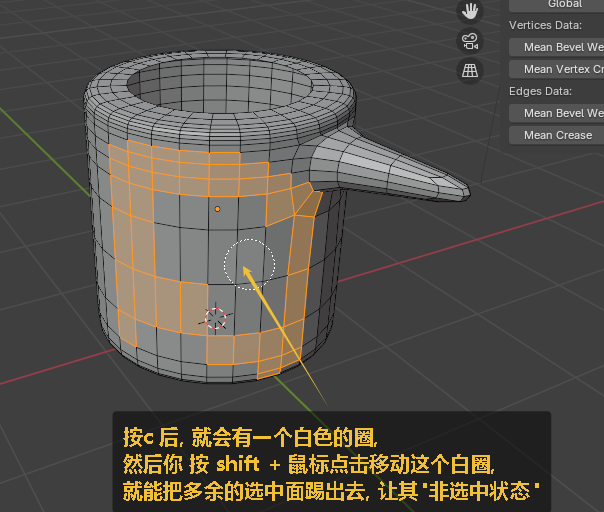 Global
Vertices Data:
Mean Bevel We
Mean Vertex Cr
Edges Data:
Mean Bevel We
Mean Crease
按c 后, 就会有一个白色的圈,
然后你 按 shift + 鼠标点击移动这个白圈,
就能把多余的选中面踢出去, 让其"非选中状态"